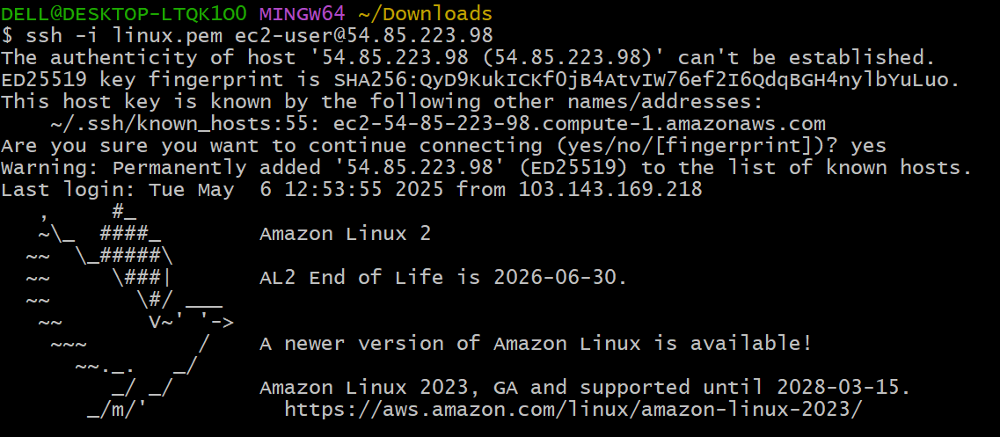 DELL@DESKTOP-LTQK1O0 MINGW64 ~/Downloads
$ ssh -i linux.pem ec2-user@54.85.223.98
The authenticity of host '54.85.223.98 (54.85.223.98)' can't be established.
ED25519 key fingerprint is SHA256:QyD9KukICKf0jB4AtvIW76ef2I6QdqBGH4nylbYuLuo.
This host key is known by the following other names/addresses:
    ~/.ssh/known_hosts:55: ec2-54-85-223-98.compute-1.amazonaws.com
Are you sure you want to continue connecting (yes/no/[fingerprint])? yes
Warning: Permanently added '54.85.223.98' (ED25519) to the list of known hosts.
Last login: Tue May  6 12:53:55 2025 from 103.143.169.218
   ,     #_
   ~\_  ####_        Amazon Linux 2
  ~~  \_#####\
  ~~     \###|       AL2 End of Life is 2026-06-30.
  ~~       \#/ ___
   ~~       V~' '->
    ~~~         /    A newer version of Amazon Linux is available!
      ~~._.   _/
         _/ _/       Amazon Linux 2023, GA and supported until 2028-03-15.
       _/m/'           https://aws.amazon.com/linux/amazon-linux-2023/